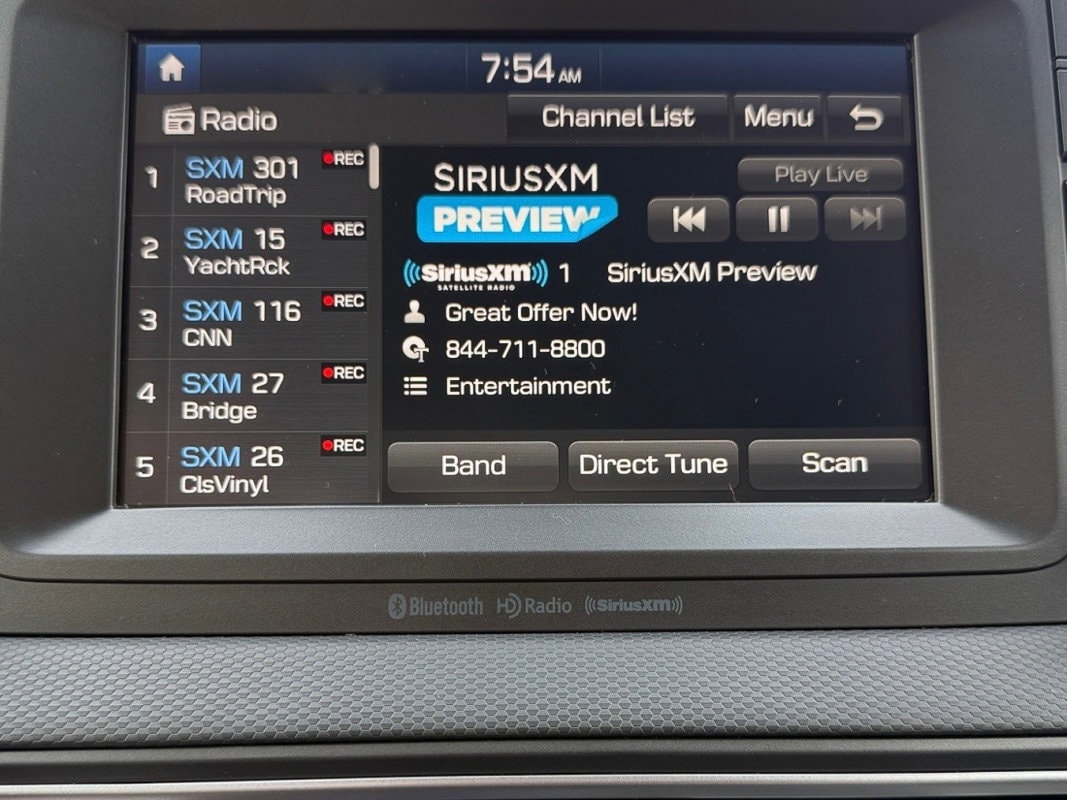 7:54 AM
Radio
Channel List
Menu
1
SXM 301
REC
RoadTrip
2
SXM 15
REC
YachtRck
3
SXM 116
REC
CNN
4
SXM 27
REC
Bridge
5
SXM 26
REC
ClsVinyl
SIRIUSXM
PREVIEW
Play Live
((SiriusXM)) 1 SiriusXM Preview
SATELLITE RADIO
Great Offer Now!
844-711-8800
Entertainment
Band
Direct Tune
Scan
Bluetooth HD Radio ((SiriusXM))